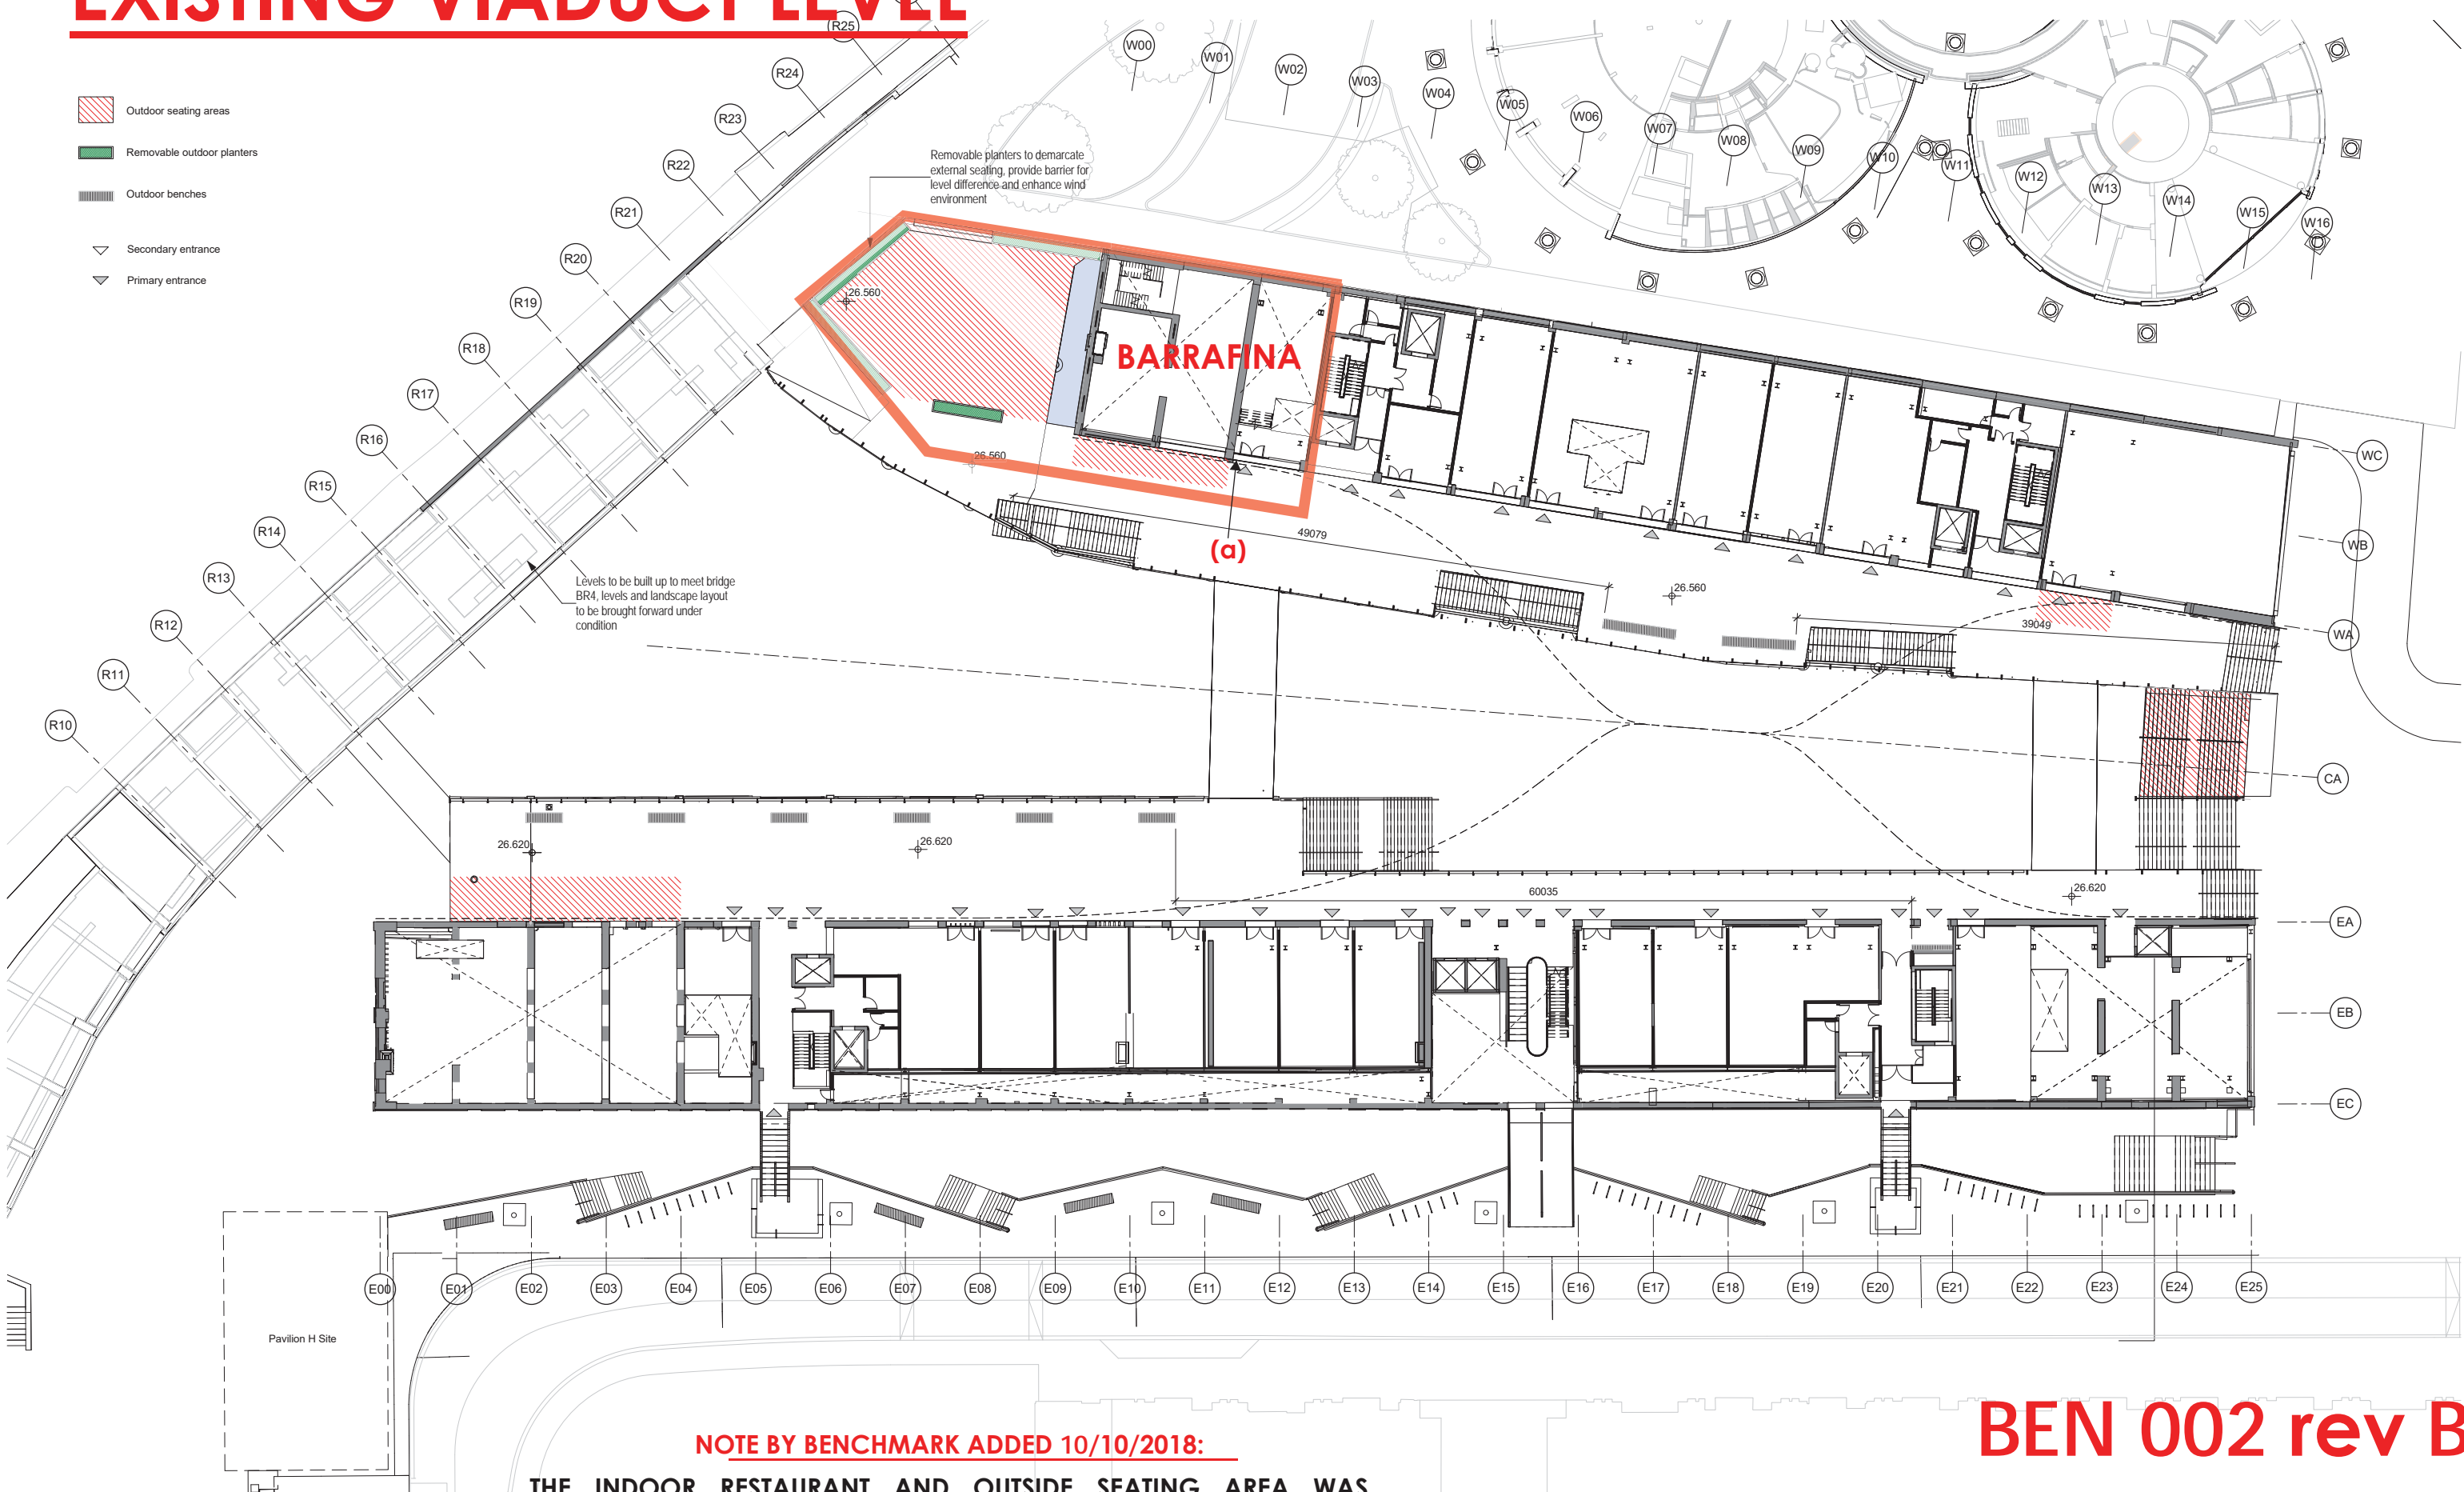 EXISTING VIADUCT LEVEL
Outdoor seating areas
Removable outdoor planters
Outdoor benches
Secondary entrance
Primary entrance
R25
R24
R23
R22
R21
R20
R19
R18
R17
R16
R15
R14
R13
R12
R11
R10
W00
W01
W02
W03
W04
W05
W06
W07
W08
W09
W10
W11
W12
W13
W14
W15
W16
Removable planters to demarcate
external seating, provide barrier for
level difference and enhance wind
environment
26.560
BARRAFINA
26.560
(a)
49079
26.560
39049
WC
WB
WA
CA
Levels to be built up to meet bridge
BR4, levels and landscape layout
to be brought forward under
condition
26.620
26.620
60035
26.620
EA
EB
EC
E00
E01
E02
E03
E04
E05
E06
E07
E08
E09
E10
E11
E12
E13
E14
E15
E16
E17
E18
E19
E20
E21
E22
E23
E24
E25
Pavilion H Site
NOTE BY BENCHMARK ADDED 10/10/2018:
THE INDOOR RESTAURANT AND OUTSIDE SEATING AREA WAS
BEN 002 rev B